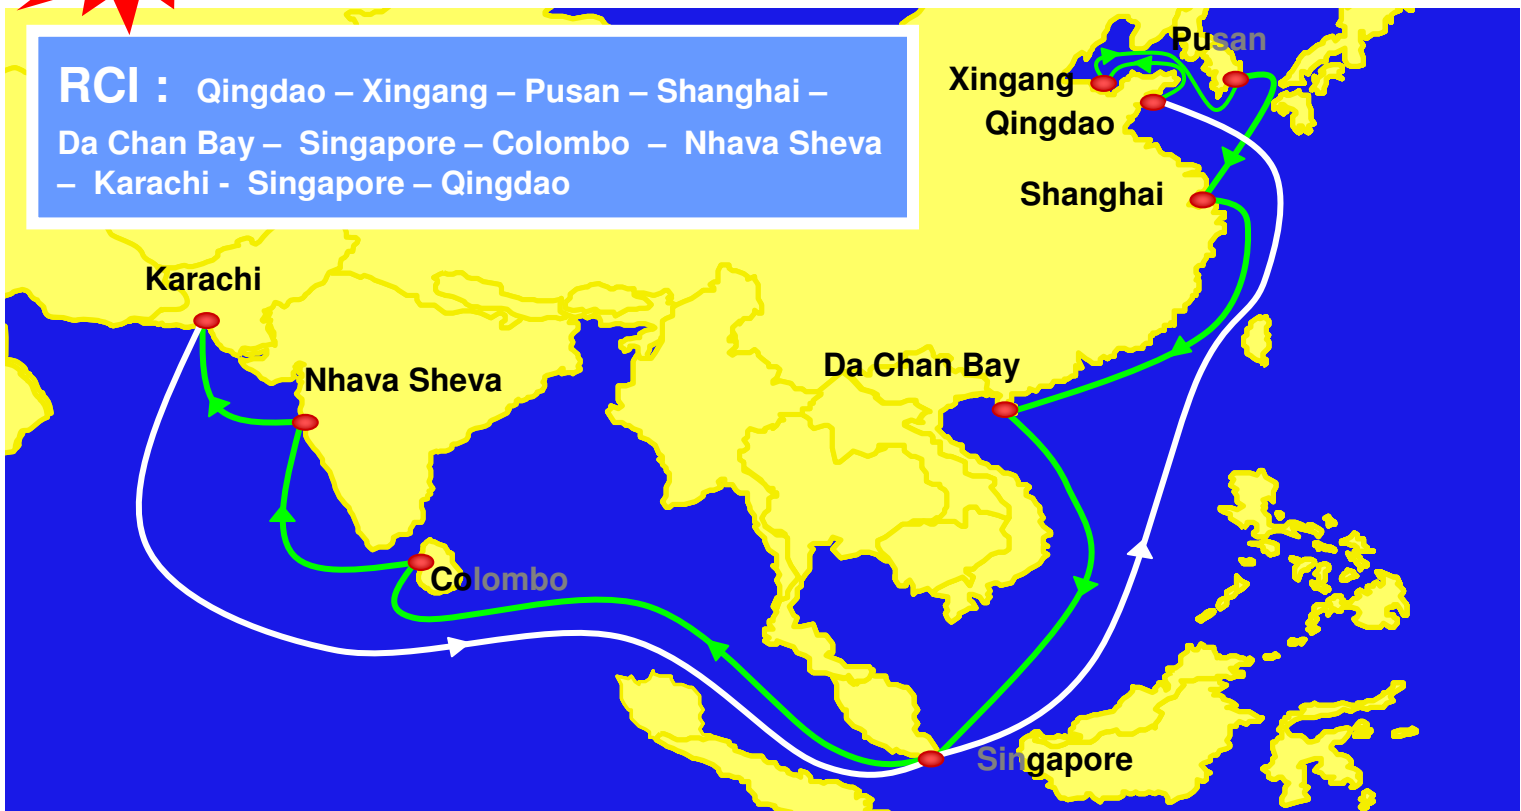 RCI : Qingdao – Xingang – Pusan – Shanghai –
Da Chan Bay – Singapore – Colombo – Nhava Sheva
– Karachi - Singapore – Qingdao
Pusan
Xingang
Qingdao
Shanghai
Karachi
Da Chan Bay
Nhava Sheva
Colombo
Singapore